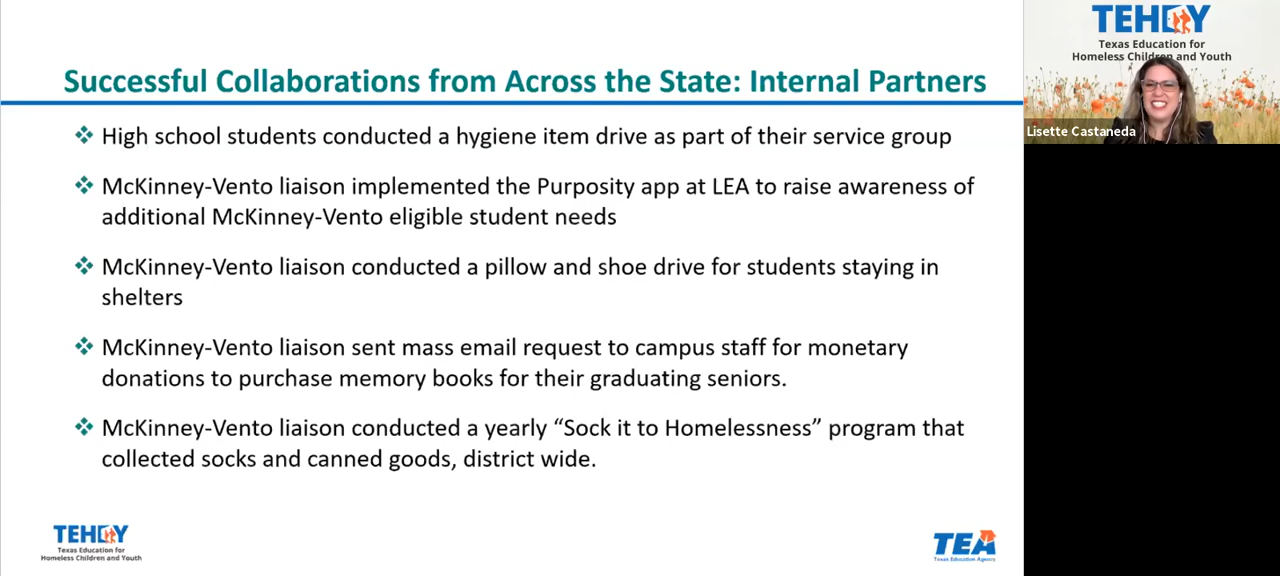 Successful Collaborations from Across the State: Internal Partners
❖ High school students conducted a hygiene item drive as part of their service group
❖ McKinney-Vento liaison implemented the Purposity app at LEA to raise awareness of
additional McKinney-Vento eligible student needs
❖ McKinney-Vento liaison conducted a pillow and shoe drive for students staying in
shelters
❖ McKinney-Vento liaison sent mass email request to campus staff for monetary
donations to purchase memory books for their graduating seniors.
❖ McKinney-Vento liaison conducted a yearly “Sock it to Homelessness” program that
collected socks and canned goods, district wide.
TEHCY
Texas Education for
Homeless Children and Youth
TEA
Texas Education Agency
TEHCY
Texas Education for
Homeless Children and Youth
Lisette Castaneda